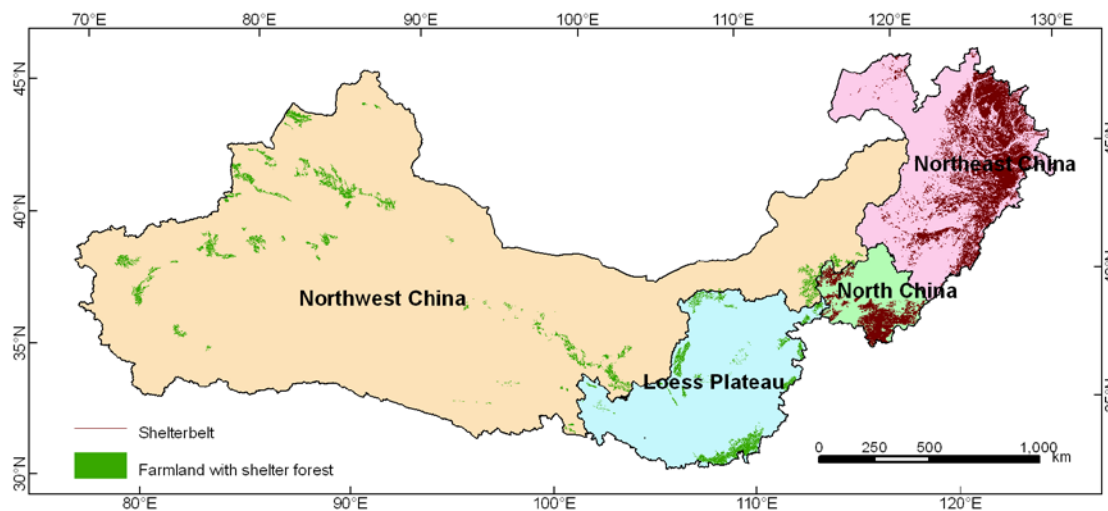 70°E 80°E 90°E 100°E 110°E 120°E 130°E
45°N
40°N
35°N
30°N
Northeast China
North China
Northwest China
Loess Plateau
Shelterbelt
Farmland with shelter forest
0 250 500 1,000
km
80°E 90°E 100°E 110°E 120°E